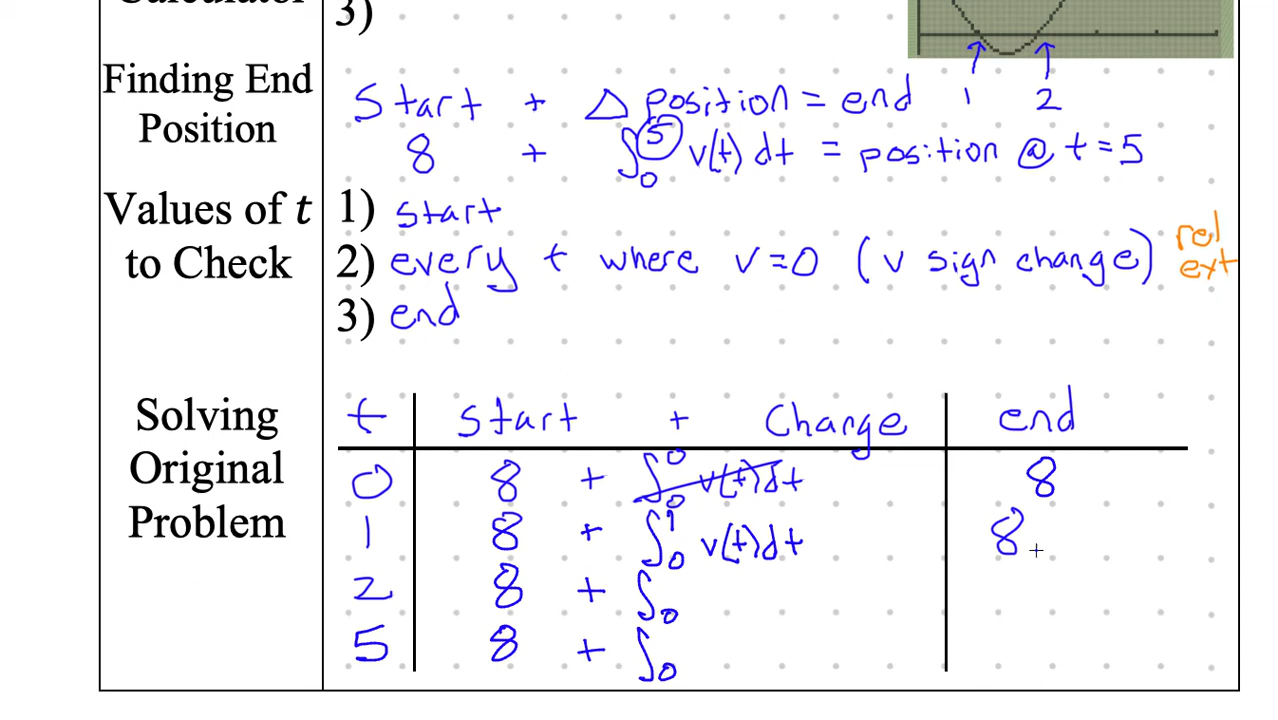 Calculator
3)
Finding End Position
Start + Δ position = end
1 2
8 + ∫₀⁵ v(t) dt = position @ t = 5
Values of t to Check
1) start
2) every t where v = 0 (v sign change) rel ext
3) end
Solving Original Problem
t Start + Change end
0 8 + ∫₀⁰ v(t)dt 8
1 8 + ∫₀¹ v(t)dt 8
2 8 + ∫₀
5 8 + ∫₀